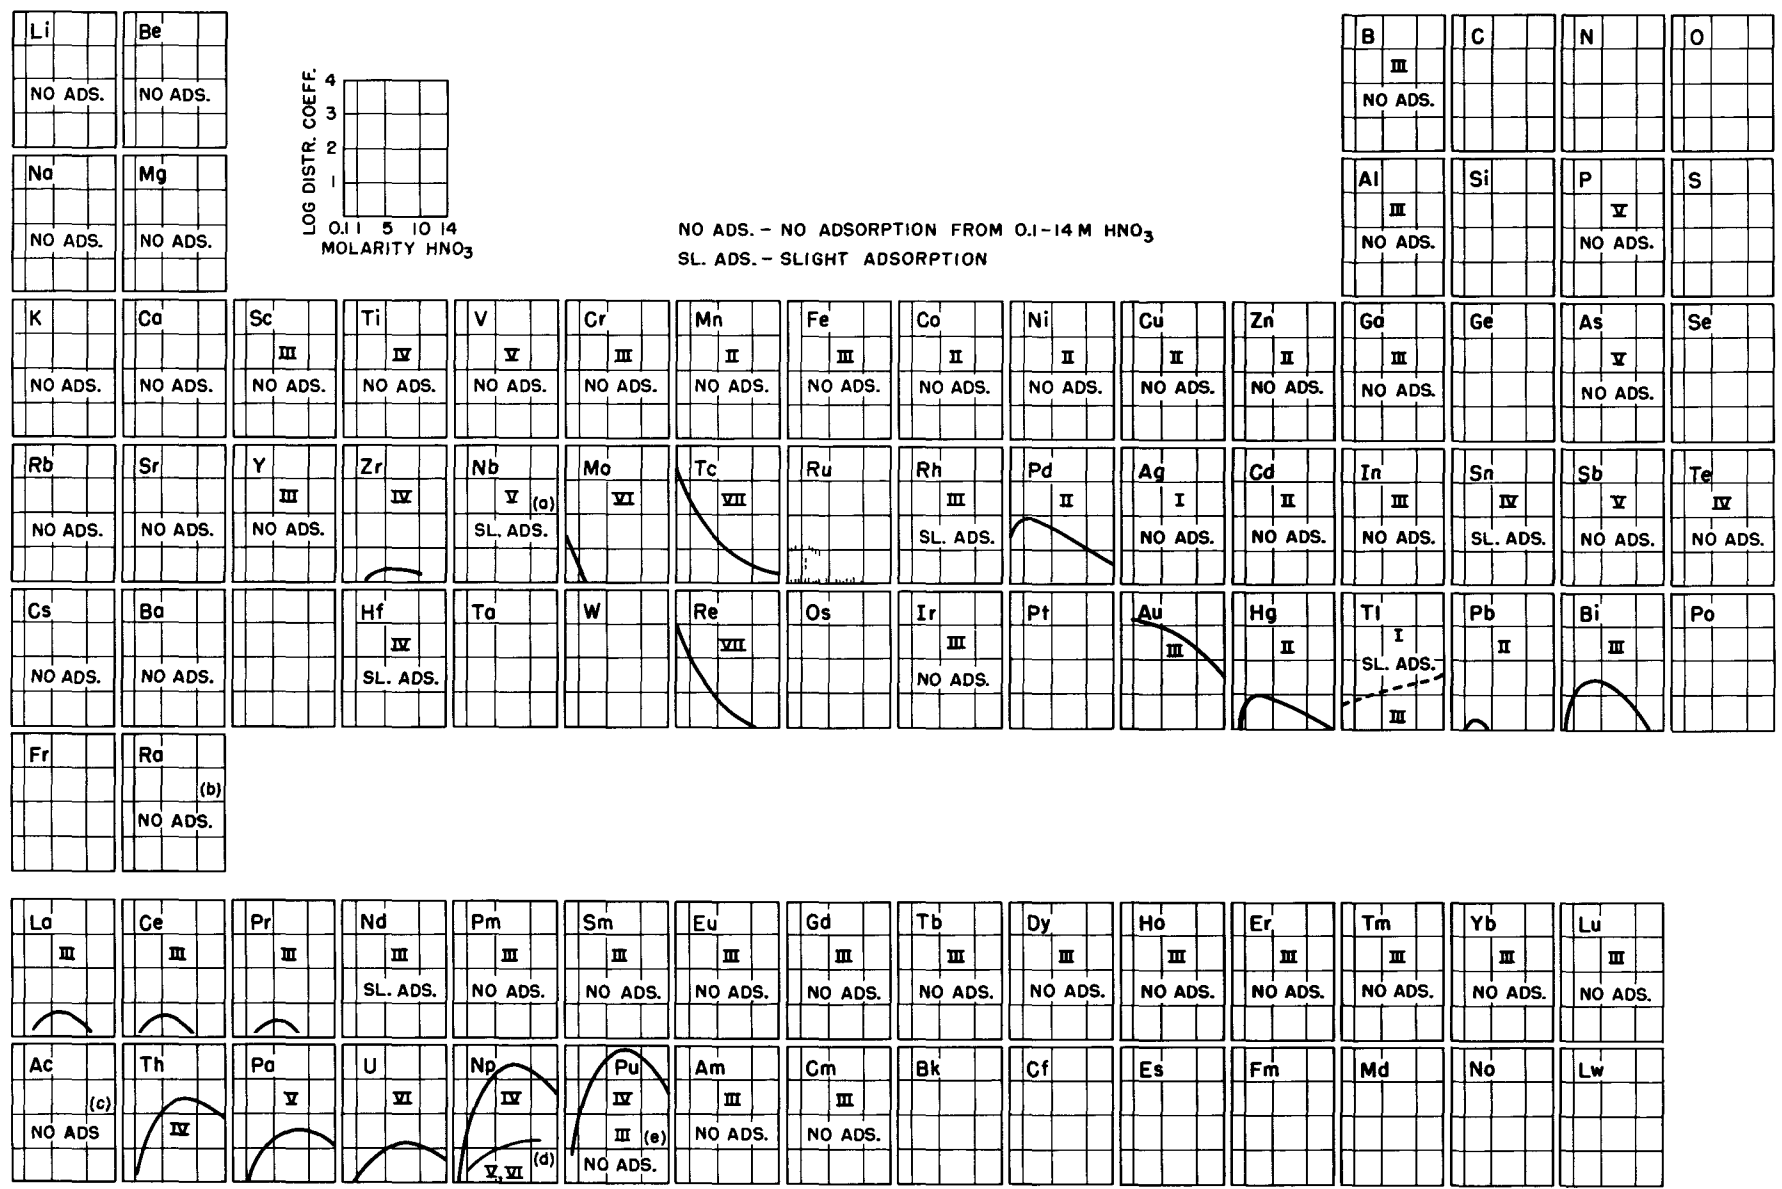 Li Be B C N O
III
NO ADS. NO ADS. NO ADS.
LOG DISTR. COEFF.
4
3
2
1
0.1 1 5 10 14
MOLARITY HNO3
Na Mg Al Si P S
III V
NO ADS. NO ADS. NO ADS. NO ADS.
NO ADS. – NO ADSORPTION FROM 0.1–14 M HNO3
SL. ADS. – SLIGHT ADSORPTION
K Ca Sc Ti V Cr Mn Fe Co Ni Cu Zn Ga Ge As Se
III IV V III II III II II II II III V
NO ADS. NO ADS. NO ADS. NO ADS. NO ADS. NO ADS. NO ADS. NO ADS. NO ADS. NO ADS. NO ADS. NO ADS. NO ADS. NO ADS.
Rb Sr Y Zr Nb Mo Tc Ru Rh Pd Ag Cd In Sn Sb Te
III IV V (a) VI VII III II I II III IV V IV
NO ADS. NO ADS. NO ADS. SL. ADS. SL. ADS. NO ADS. NO ADS. NO ADS. SL. ADS. NO ADS. NO ADS.
Cs Ba Hf Ta W Re Os Ir Pt Au Hg Tl Pb Bi Po
IV VII III III II I II III
NO ADS. NO ADS. SL. ADS. NO ADS. SL. ADS.
III
Fr Ra
(b)
NO ADS.
La Ce Pr Nd Pm Sm Eu Gd Tb Dy Ho Er Tm Yb Lu
III III III III III III III III III III III III III III III
SL. ADS. NO ADS. NO ADS. NO ADS. NO ADS. NO ADS. NO ADS. NO ADS. NO ADS. NO ADS. NO ADS. NO ADS.
Ac Th Pa U Np Pu Am Cm Bk Cf Es Fm Md No Lw
(c) V VI IV IV III III
NO ADS IV III (e) NO ADS. NO ADS.
V, VI (d) NO ADS.